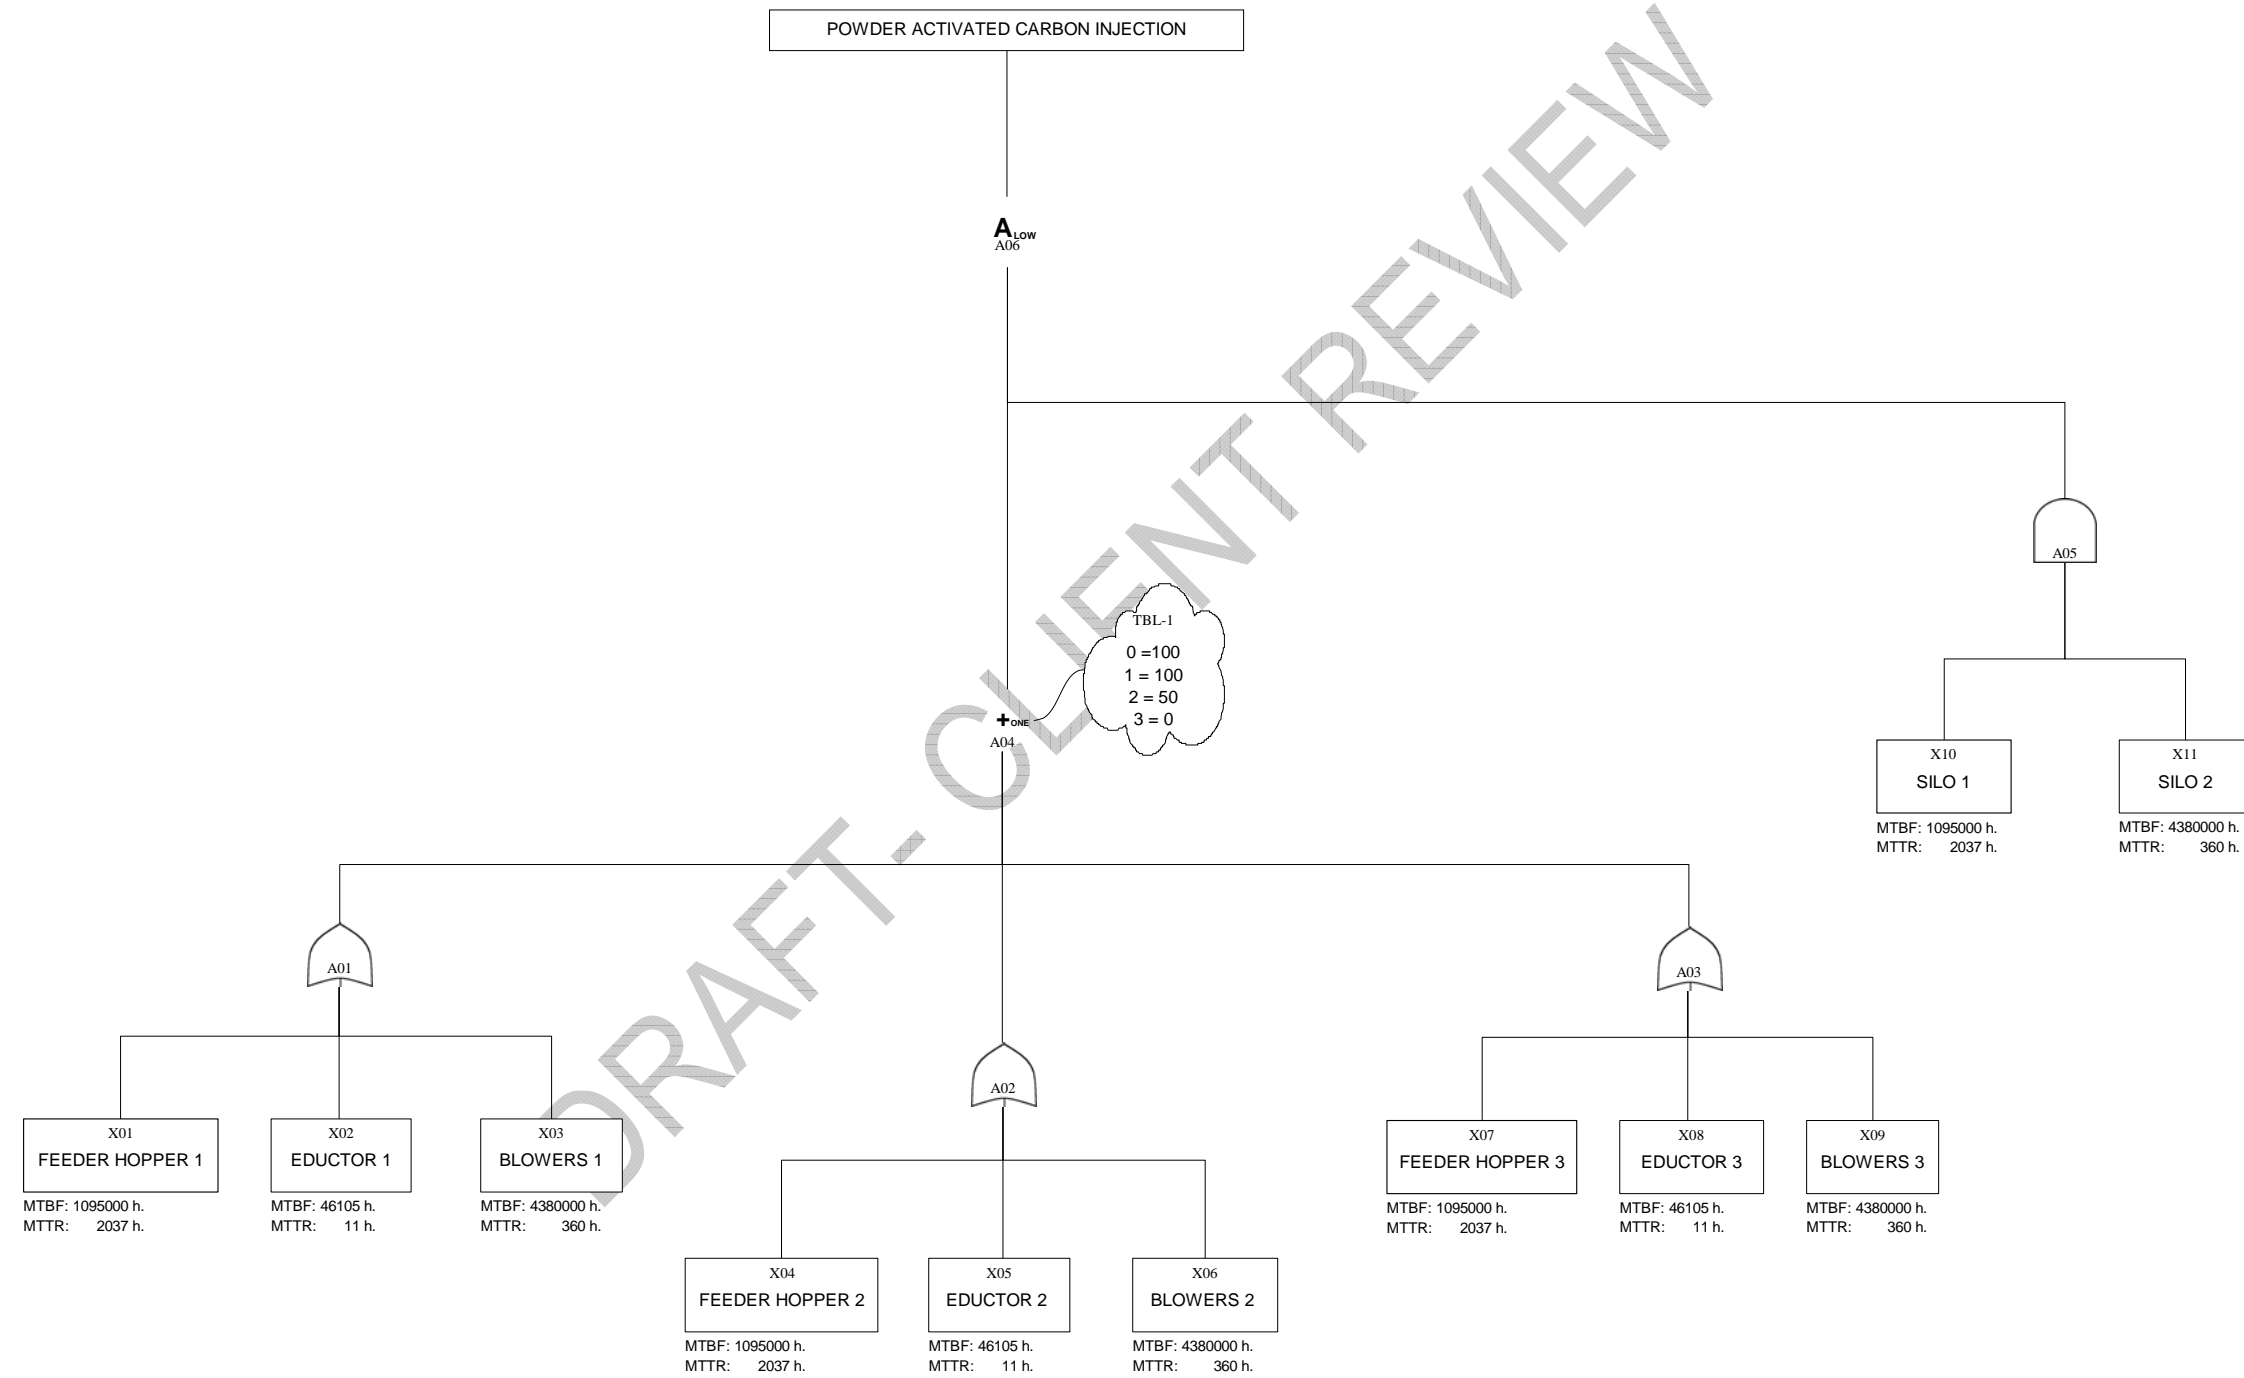 POWDER ACTIVATED CARBON INJECTION
A LOW
A06
A05
TBL-1
0 =100
1 = 100
2 = 50
3 = 0
+ ONE
A04
X10
SILO 1
MTBF: 1095000 h.
MTTR: 2037 h.
X11
SILO 2
MTBF: 4380000 h.
MTTR: 360 h.
A01
A03
A02
X01
FEEDER HOPPER 1
MTBF: 1095000 h.
MTTR: 2037 h.
X02
EDUCTOR 1
MTBF: 46105 h.
MTTR: 11 h.
X03
BLOWERS 1
MTBF: 4380000 h.
MTTR: 360 h.
X07
FEEDER HOPPER 3
MTBF: 1095000 h.
MTTR: 2037 h.
X08
EDUCTOR 3
MTBF: 46105 h.
MTTR: 11 h.
X09
BLOWERS 3
MTBF: 4380000 h.
MTTR: 360 h.
X04
FEEDER HOPPER 2
MTBF: 1095000 h.
MTTR: 2037 h.
X05
EDUCTOR 2
MTBF: 46105 h.
MTTR: 11 h.
X06
BLOWERS 2
MTBF: 4380000 h.
MTTR: 360 h.
DRAFT- CLIENT REVIEW